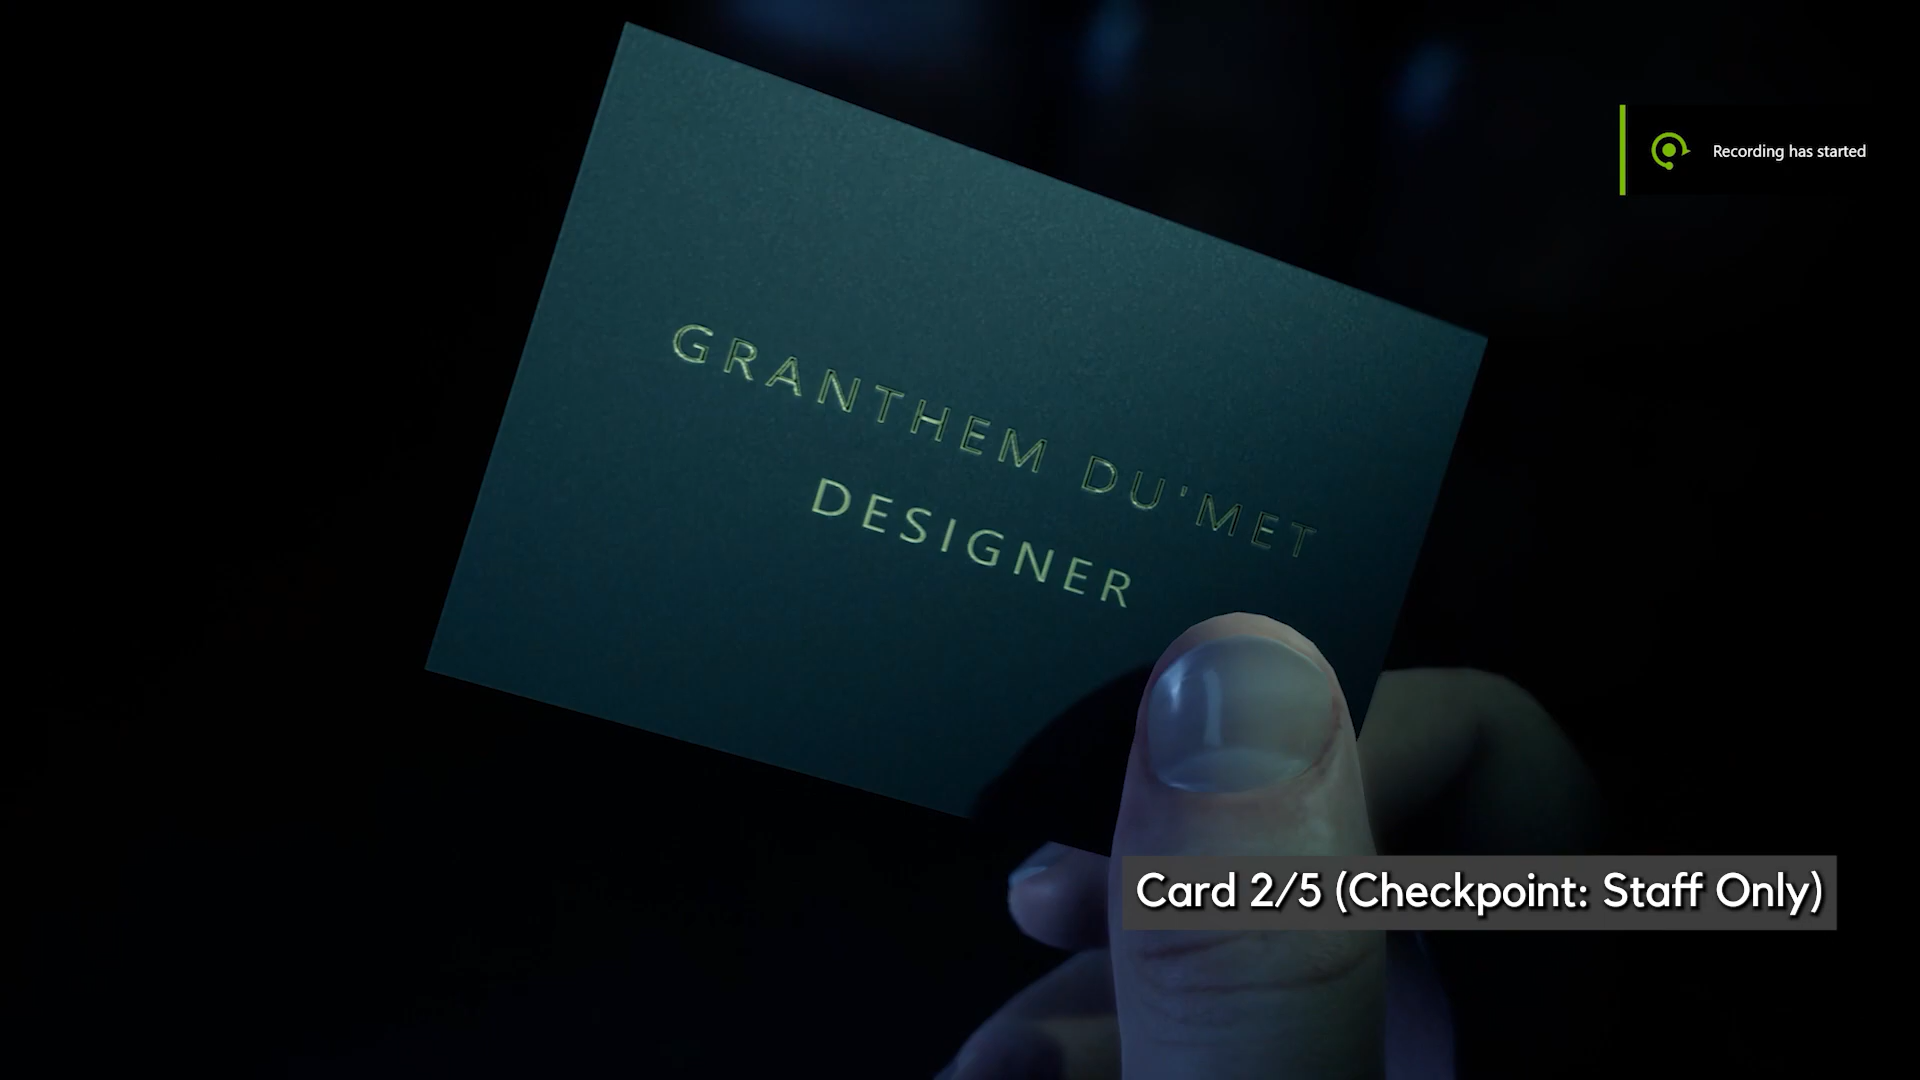 Recording has started
GRANTHEM DU'MET
DESIGNER
Card 2/5 (Checkpoint: Staff Only)